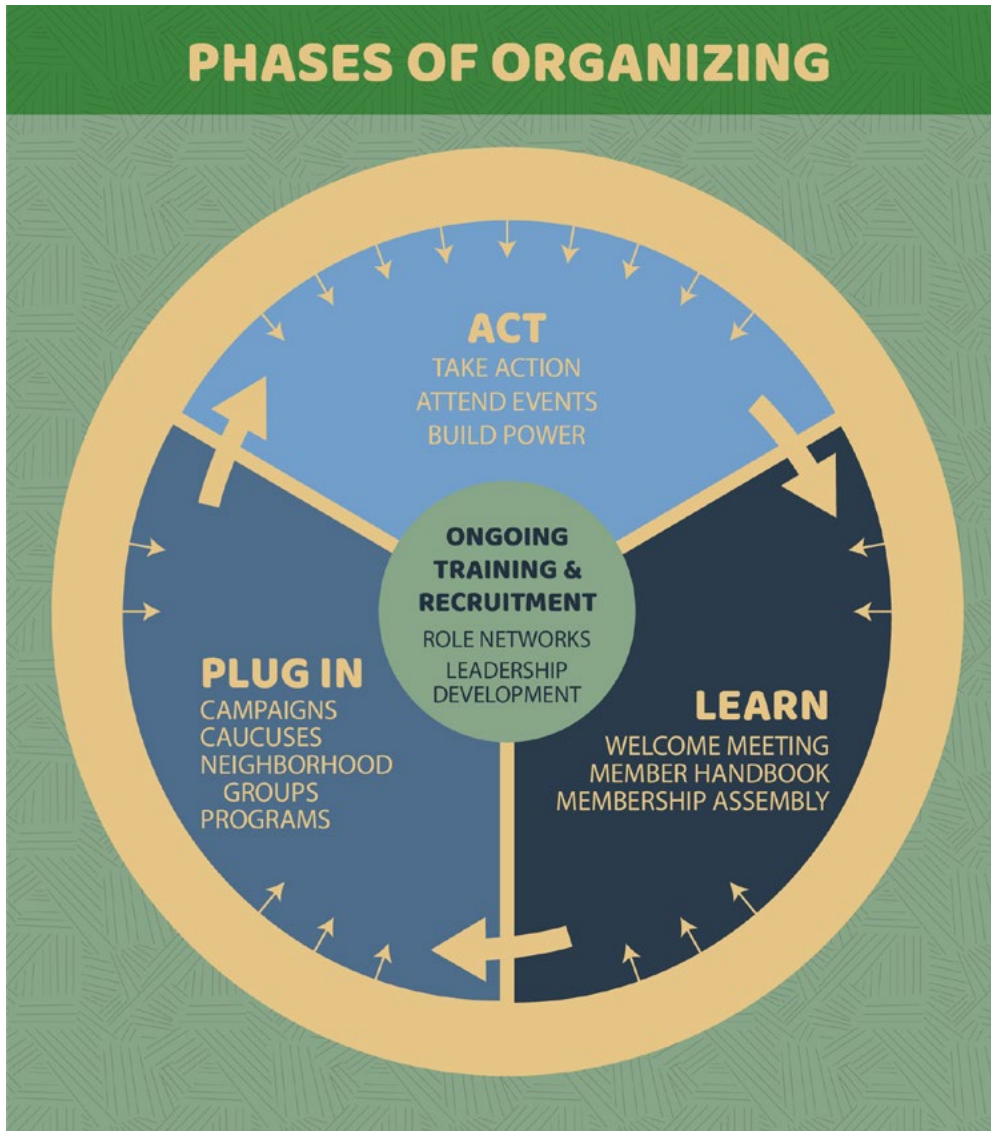 PHASES OF ORGANIZING
ACT
TAKE ACTION
ATTEND EVENTS
BUILD POWER
ONGOING
TRAINING &
RECRUITMENT
ROLE NETWORKS
LEADERSHIP
DEVELOPMENT
PLUG IN
CAMPAIGNS
CAUCUSES
NEIGHBORHOOD
GROUPS
PROGRAMS
LEARN
WELCOME MEETING
MEMBER HANDBOOK
MEMBERSHIP ASSEMBLY